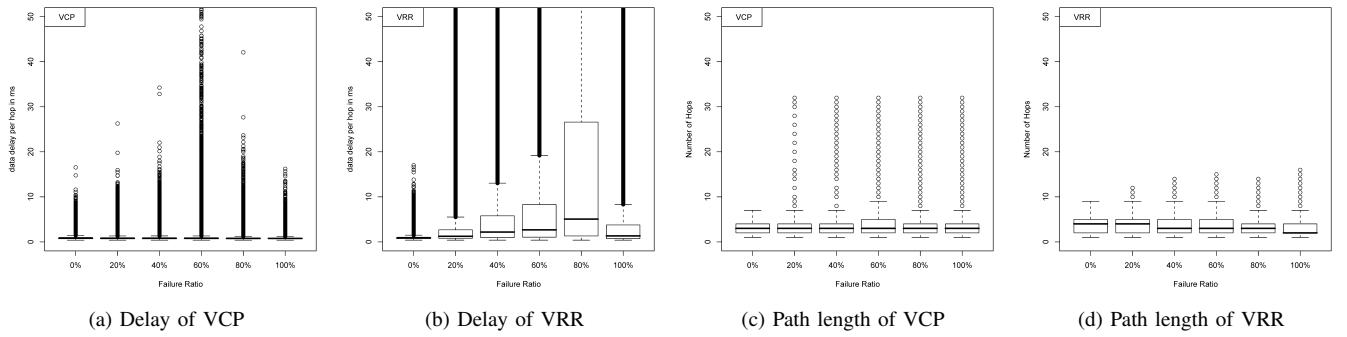 VCP
data delay per hop in ms
0 10 20 30 40 50
0% 20% 40% 60% 80% 100%
Failure Ratio
(a) Delay of VCP
VRR
data delay per hop in ms
0 10 20 30 40 50
0% 20% 40% 60% 80% 100%
Failure Ratio
(b) Delay of VRR
VCP
Number of Hops
0 10 20 30 40 50
0% 20% 40% 60% 80% 100%
Failure Ratio
(c) Path length of VCP
VRR
Number of Hops
0 10 20 30 40 50
0% 20% 40% 60% 80% 100%
Failure Ratio
(d) Path length of VRR